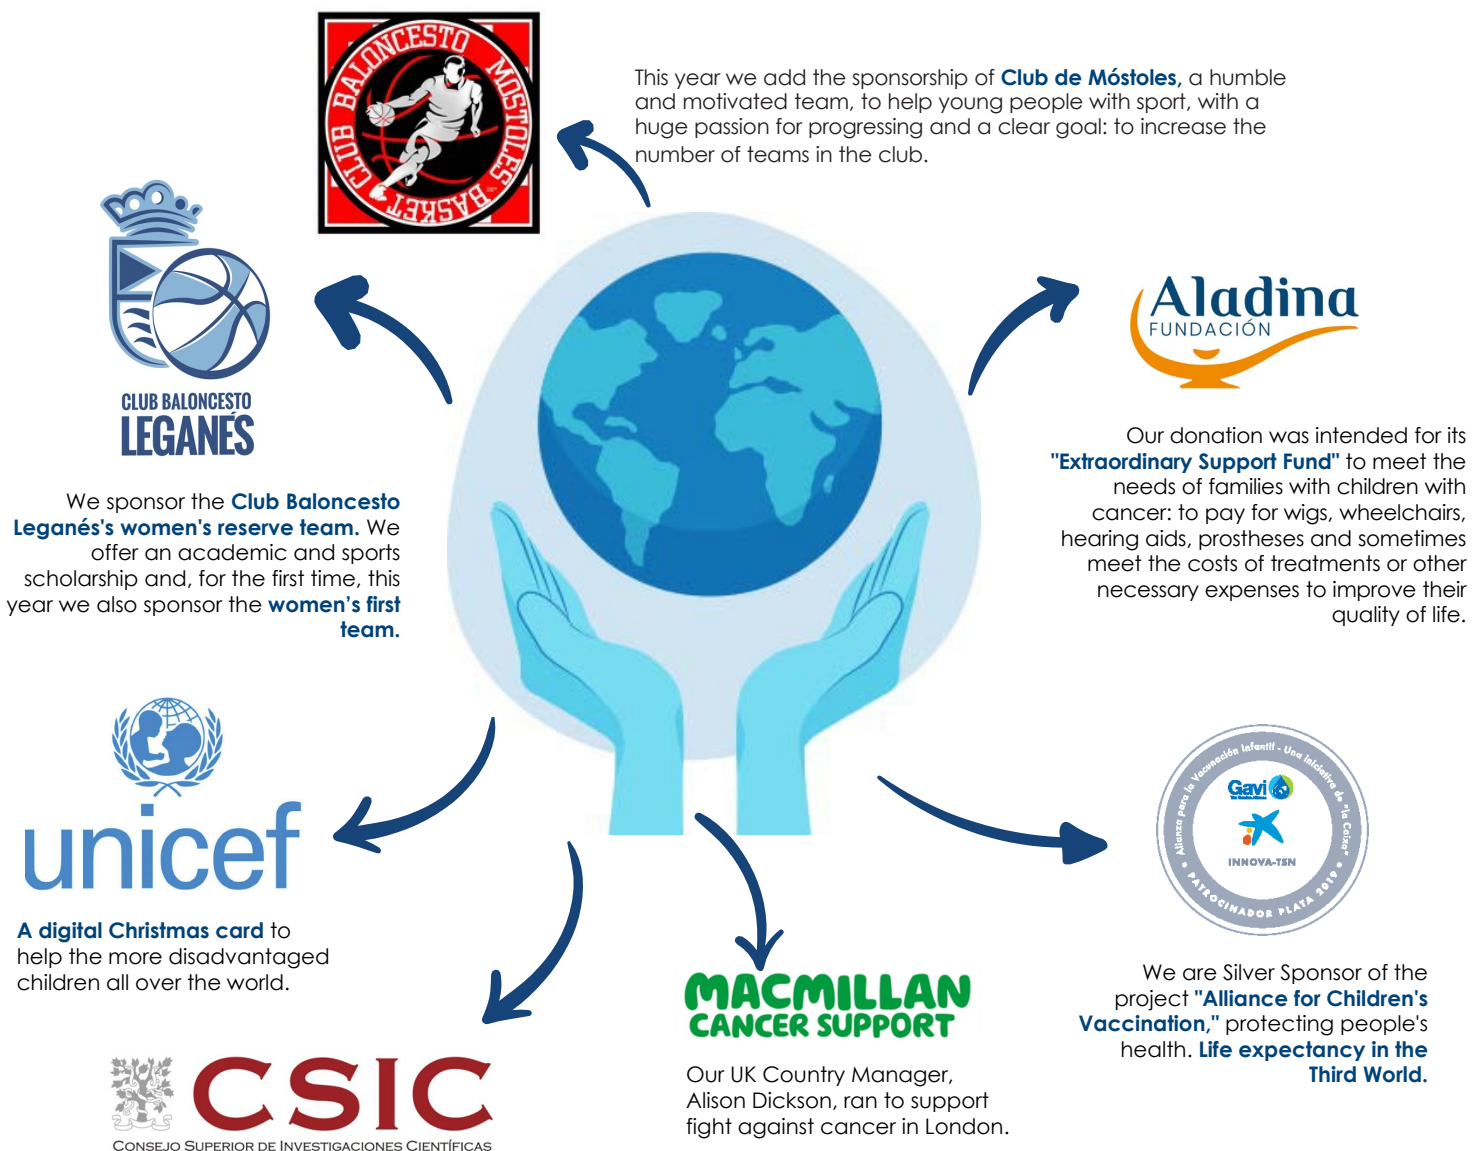 CLUB BALONCESTO MOSTOLES BASKET
This year we add the sponsorship of Club de Móstoles, a humble
and motivated team, to help young people with sport, with a
huge passion for progressing and a clear goal: to increase the
number of teams in the club.
CLUB BALONCESTO
LEGANÉS
We sponsor the Club Baloncesto
Leganés's women's reserve team. We
offer an academic and sports
scholarship and, for the first time, this
year we also sponsor the women's first
team.
Aladina
FUNDACIÓN
Our donation was intended for its
"Extraordinary Support Fund" to meet the
needs of families with children with
cancer: to pay for wigs, wheelchairs,
hearing aids, prostheses and sometimes
meet the costs of treatments or other
necessary expenses to improve their
quality of life.
unicef
A digital Christmas card to
help the more disadvantaged
children all over the world.
CSIC
CONSEJO SUPERIOR DE INVESTIGACIONES CIENTÍFICAS
MACMILLAN
CANCER SUPPORT
Our UK Country Manager,
Alison Dickson, ran to support
fight against cancer in London.
Alianza para la Vacunación Infantil - Una iniciativa de "la Caixa"
Gavi
INNOVA-TSN
PATROCINADOR PLATA 2019
We are Silver Sponsor of the
project "Alliance for Children's
Vaccination," protecting people's
health. Life expectancy in the
Third World.